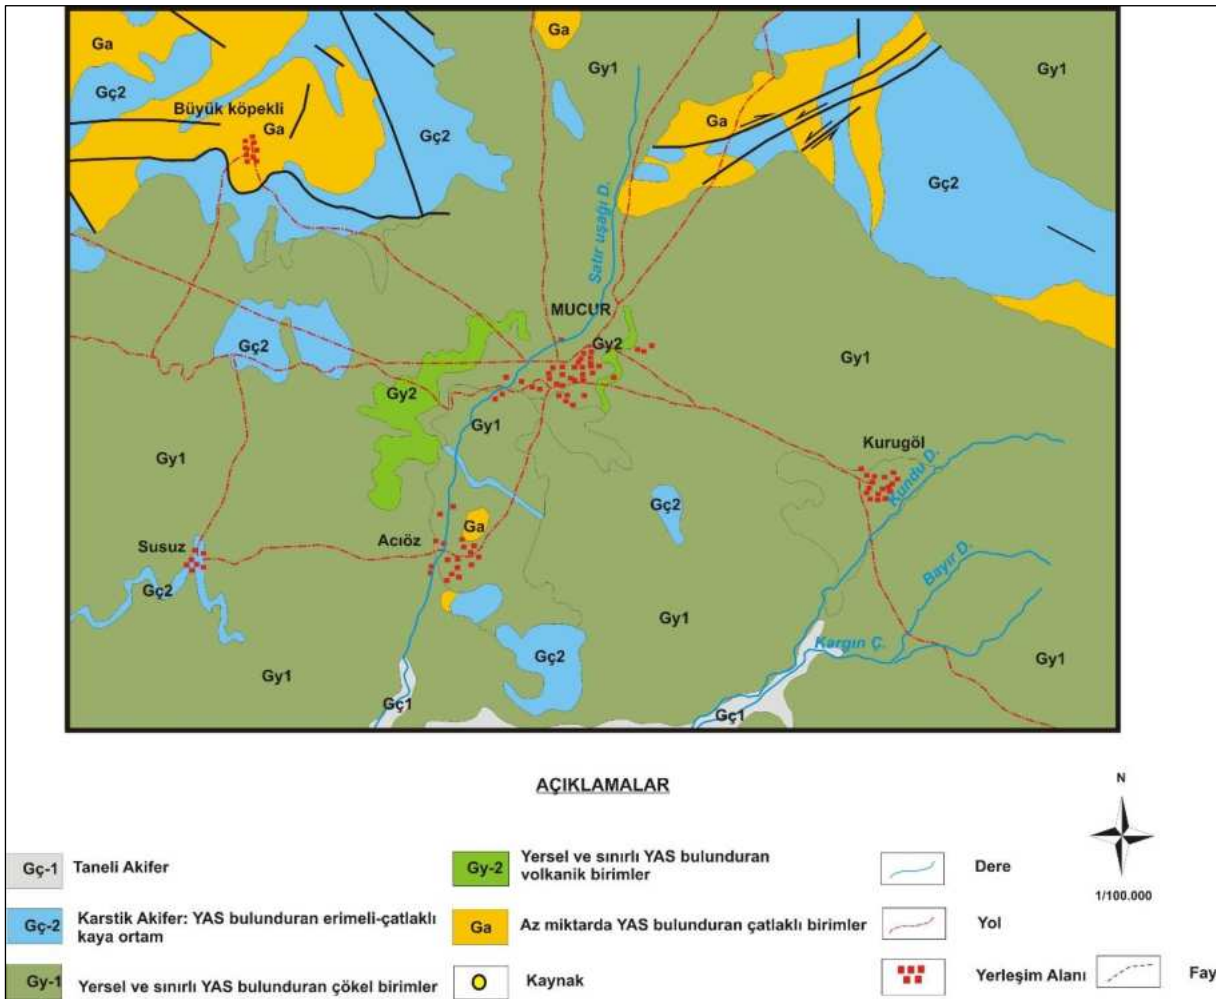 Ga
Gy1
Gy1
Gç2
Büyük köpekli
Ga
Ga
Gç2
Gç2
Satır uşağı D.
MUCUR
Gç2
Gy2
Gy1
Gy2
Gy1
Kurugöl
Gy1
Kundu D.
Gç2
Susuz
Acıöz
Ga
Bayır D.
Gç2
Gy1
Kargın Ç.
Gç2
Gy1
Gy1
Gç1
Gç1
Ga
AÇIKLAMALAR
N
1/100.000
Gç-1 Taneli Akifer
Gç-2 Karstik Akifer: YAS bulunduran erimeli-çatlaklı
kaya ortam
Gy-1 Yersel ve sınırlı YAS bulunduran çökel birimler
Gy-2 Yersel ve sınırlı YAS bulunduran
volkanik birimler
Ga Az miktarda YAS bulunduran çatlaklı birimler
Kaynak
Dere
Yol
Yerleşim Alanı
Fay